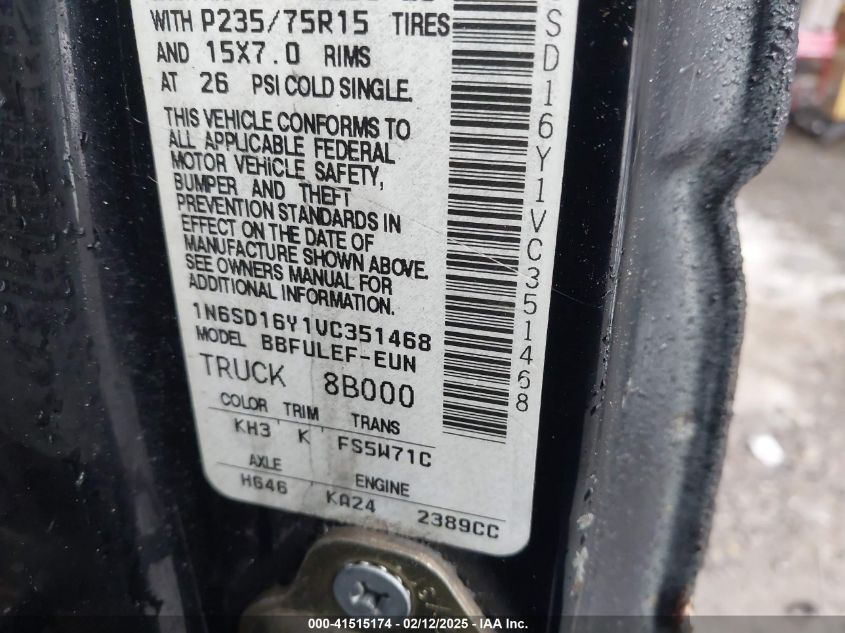 WITH P235/75R15 TIRES
AND 15X7.0 RIMS
AT 26 PSI COLD SINGLE.
THIS VEHICLE CONFORMS TO
ALL APPLICABLE FEDERAL
MOTOR VEHICLE SAFETY,
BUMPER AND THEFT
PREVENTION STANDARDS IN
EFFECT ON THE DATE OF
MANUFACTURE SHOWN ABOVE.
SEE OWNERS MANUAL FOR
ADDITIONAL INFORMATION.
1N6SD16Y1VC351468
MODEL BBFULEF-EUN
TRUCK 8B000
COLOR TRIM TRANS
KH3 K FS5W71C
AXLE ENGINE
H646 KA24 2389CC
SD16Y1VC351468
000-41515174 - 02/12/2025 - IAA Inc.